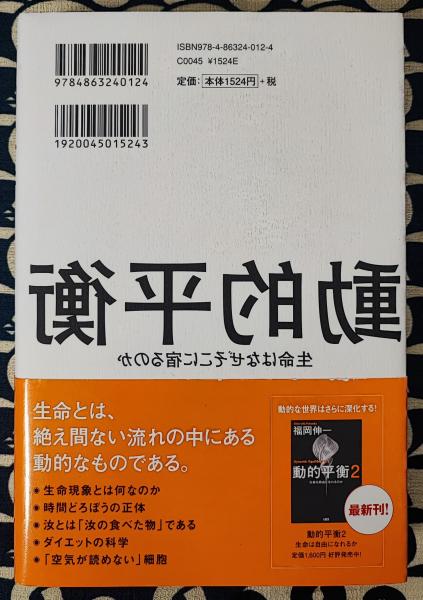 ISBN978-4-86324-012-4
C0045 ¥1524E
定価：本体1524円＋税
9784863240124
1920045015243
動的平衡
生命はなぜそこに宿るのか
生命とは、
絶え間ない流れの中にある
動的なものである。
●生命現象とは何なのか
●時間どろぼうの正体
●汝とは「汝の食べた物」である
●ダイエットの科学
●「空気が読めない」細胞
動的な世界はさらに深化する！
福岡伸一
動的平衡2
最新刊！
動的平衡2
生命は自由になれるか
定価1,600円 好評発売中！